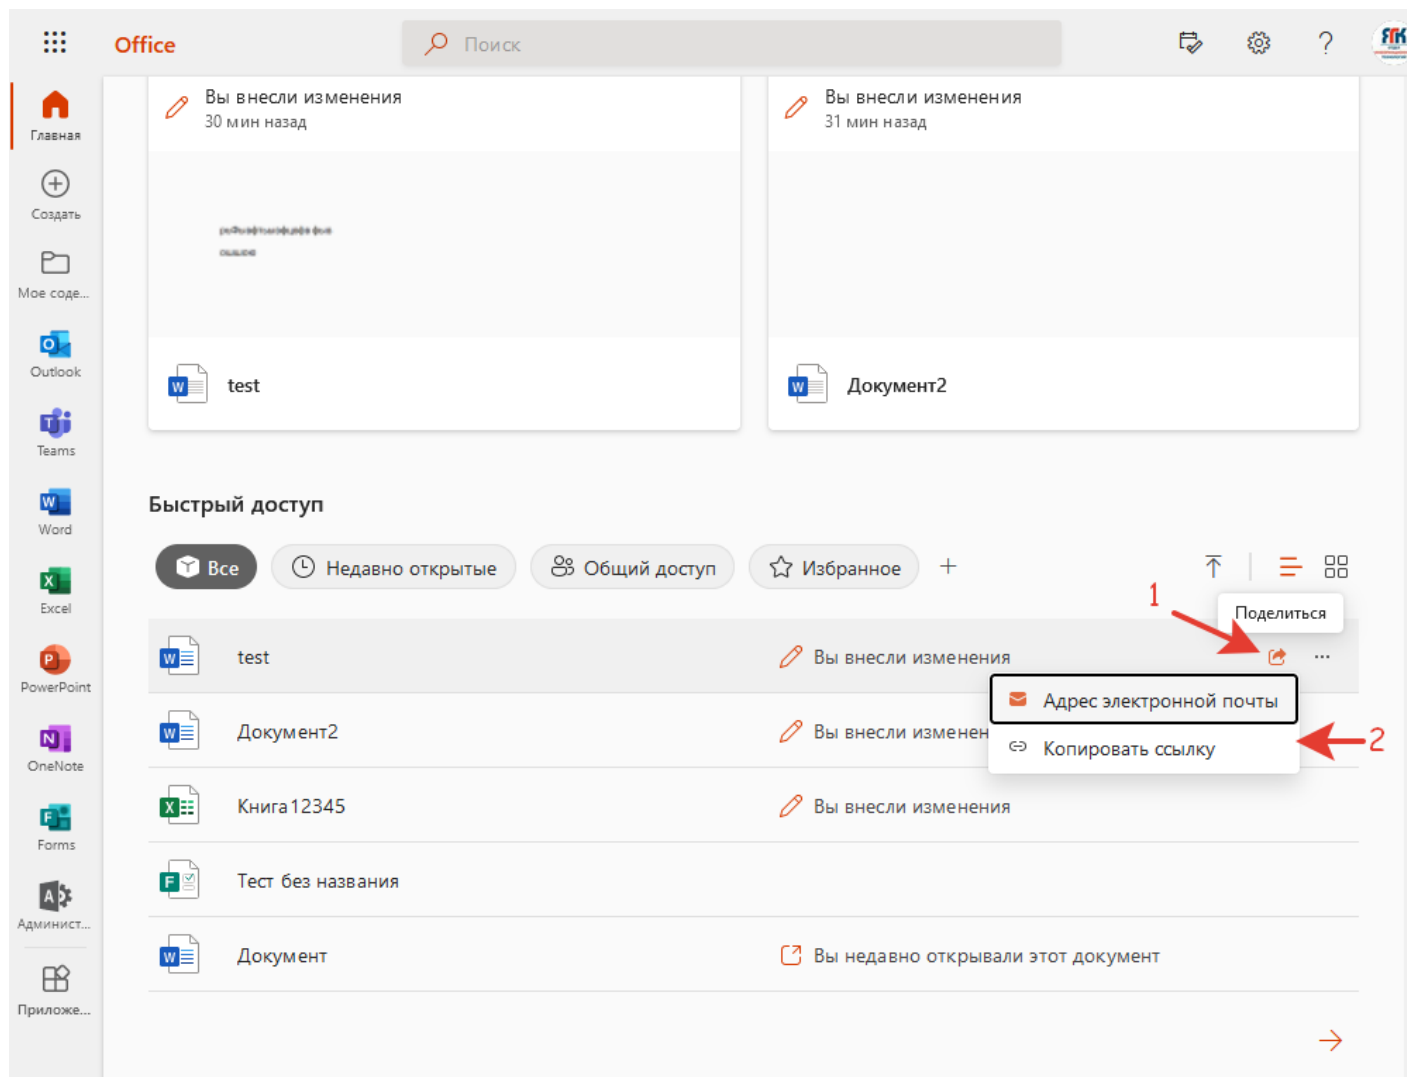 Office
Поиск
Главная
Создать
Мое соде...
Outlook
Teams
Word
Excel
PowerPoint
OneNote
Forms
Админист...
Приложе...
Вы внесли изменения
30 мин назад
test
Вы внесли изменения
31 мин назад
Документ2
Быстрый доступ
Все
Недавно открытые
Общий доступ
Избранное
1
Поделиться
test
Вы внесли изменения
Адрес электронной почты
Копировать ссылку
2
Документ2
Вы внесли изменен
Книга12345
Вы внесли изменения
Тест без названия
Документ
Вы недавно открывали этот документ